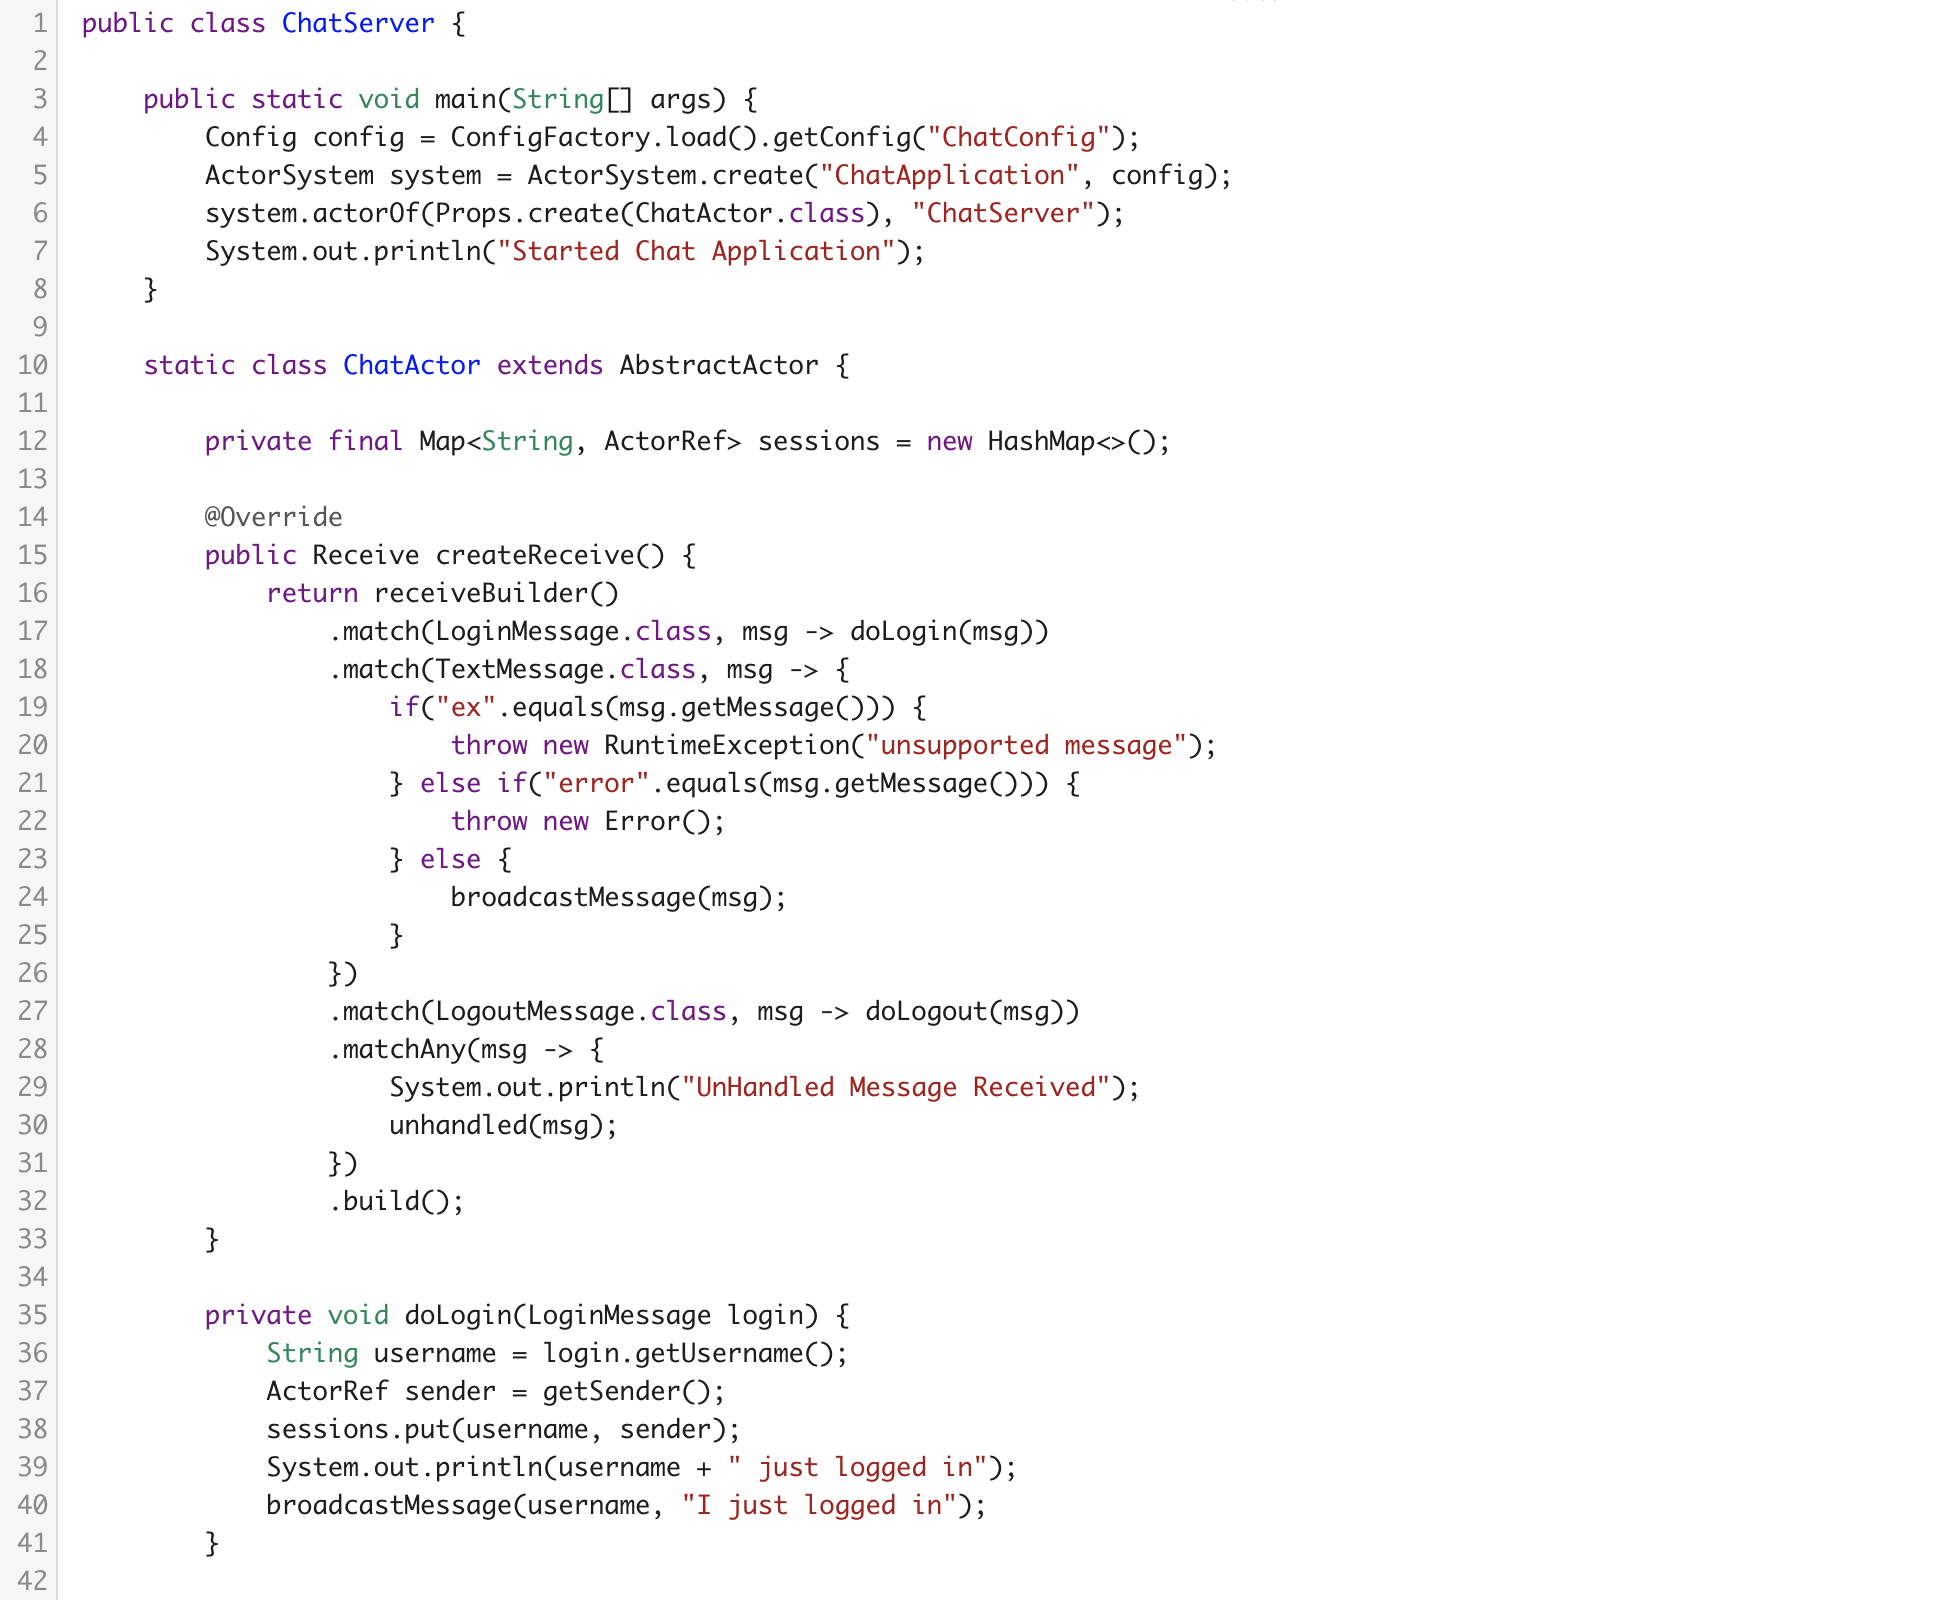 1 public class ChatServer {
2
3     public static void main(String[] args) {
4         Config config = ConfigFactory.load().getConfig("ChatConfig");
5         ActorSystem system = ActorSystem.create("ChatApplication", config);
6         system.actorOf(Props.create(ChatActor.class), "ChatServer");
7         System.out.println("Started Chat Application");
8     }
9
10     static class ChatActor extends AbstractActor {
11
12         private final Map<String, ActorRef> sessions = new HashMap<>();
13
14         @Override
15         public Receive createReceive() {
16             return receiveBuilder()
17                 .match(LoginMessage.class, msg -> doLogin(msg))
18                 .match(TextMessage.class, msg -> {
19                     if("ex".equals(msg.getMessage())) {
20                         throw new RuntimeException("unsupported message");
21                     } else if("error".equals(msg.getMessage())) {
22                         throw new Error();
23                     } else {
24                         broadcastMessage(msg);
25                     }
26                 })
27                 .match(LogoutMessage.class, msg -> doLogout(msg))
28                 .matchAny(msg -> {
29                     System.out.println("UnHandled Message Received");
30                     unhandled(msg);
31                 })
32                 .build();
33         }
34
35         private void doLogin(LoginMessage login) {
36             String username = login.getUsername();
37             ActorRef sender = getSender();
38             sessions.put(username, sender);
39             System.out.println(username + " just logged in");
40             broadcastMessage(username, "I just logged in");
41         }
42